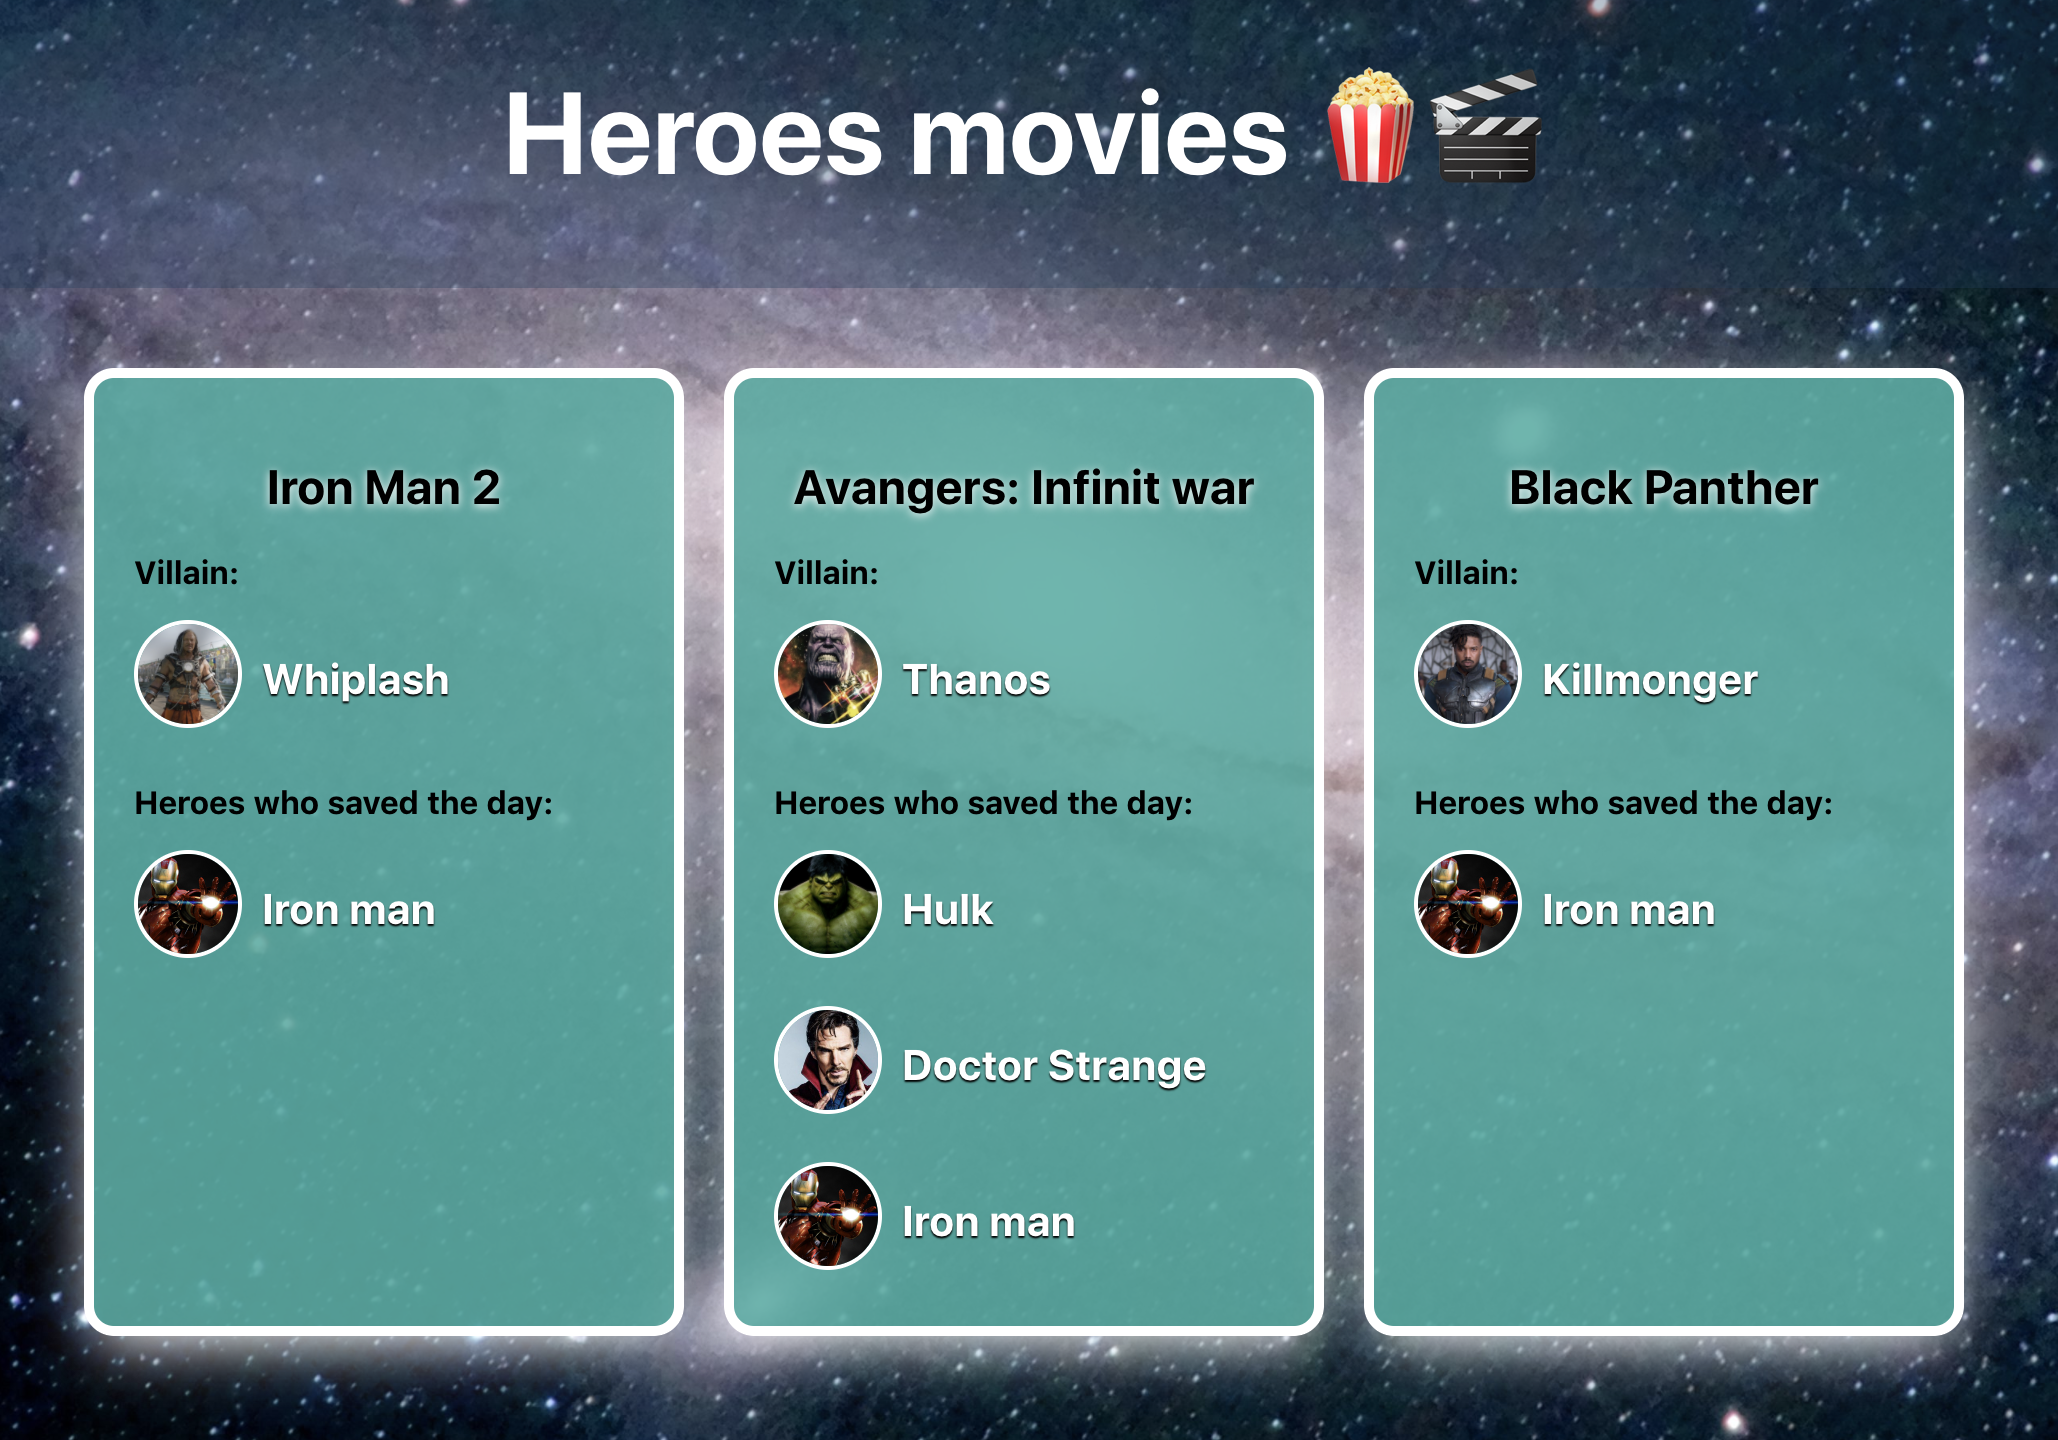 Heroes movies 🍿🎬
Iron Man 2
Villain:
Whiplash
Heroes who saved the day:
Iron man
Avangers: Infinit war
Villain:
Thanos
Heroes who saved the day:
Hulk
Doctor Strange
Iron man
Black Panther
Villain:
Killmonger
Heroes who saved the day:
Iron man